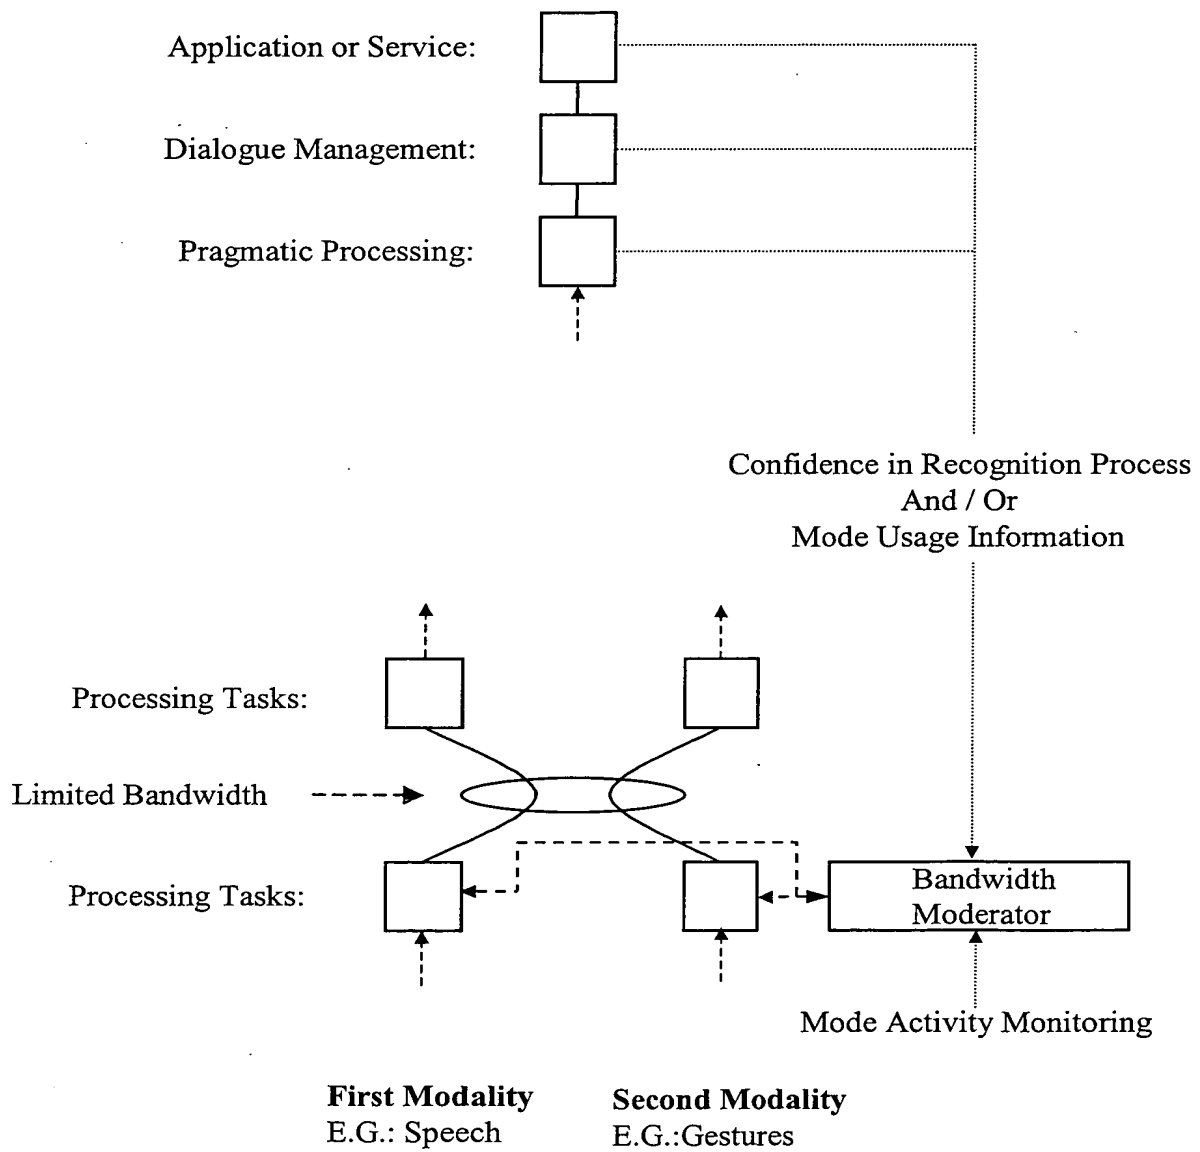 Application or Service:
Dialogue Management:
Pragmatic Processing:
Confidence in Recognition Process
And / Or
Mode Usage Information
Processing Tasks:
Limited Bandwidth
Processing Tasks:
Bandwidth
Moderator
Mode Activity Monitoring
First Modality
E.G.: Speech
Second Modality
E.G.:Gestures